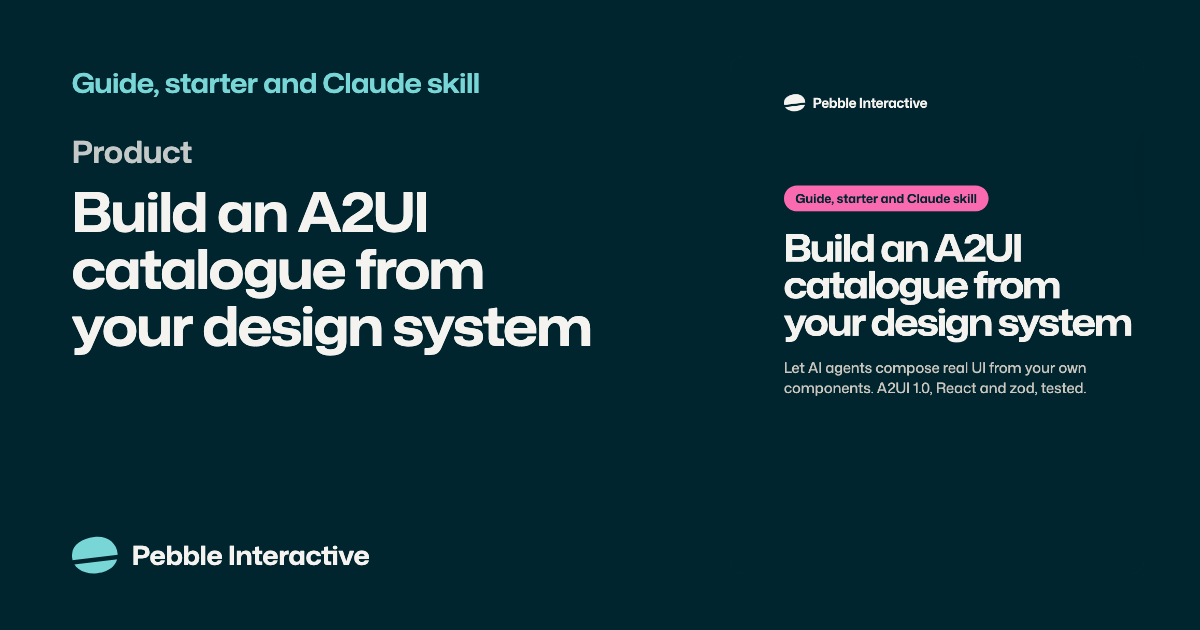 Guide, starter and Claude skill
Product
Build an A2UI
catalogue from
your design system
Pebble Interactive
Pebble Interactive
Guide, starter and Claude skill
Build an A2UI
catalogue from
your design system
Let AI agents compose real UI from your own
components. A2UI 1.0, React and zod, tested.